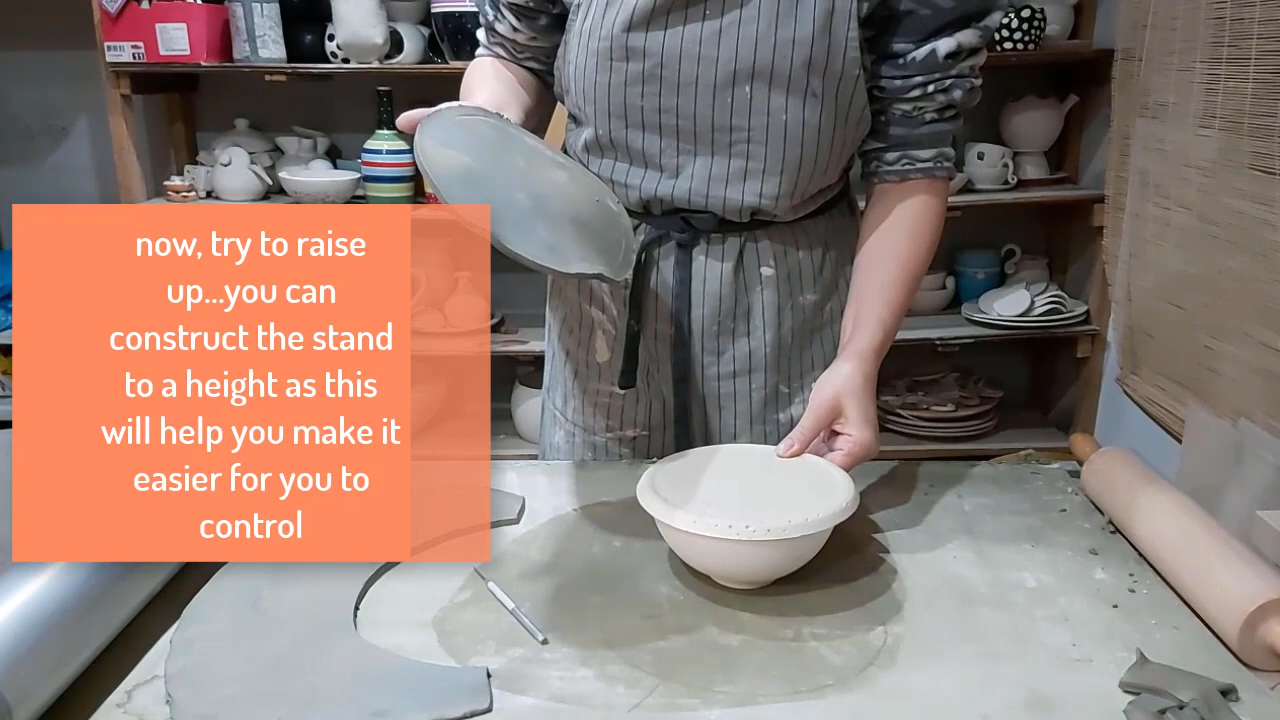 now, try to raise
up...you can
construct the stand
to a height as this
will help you make it
easier for you to
control